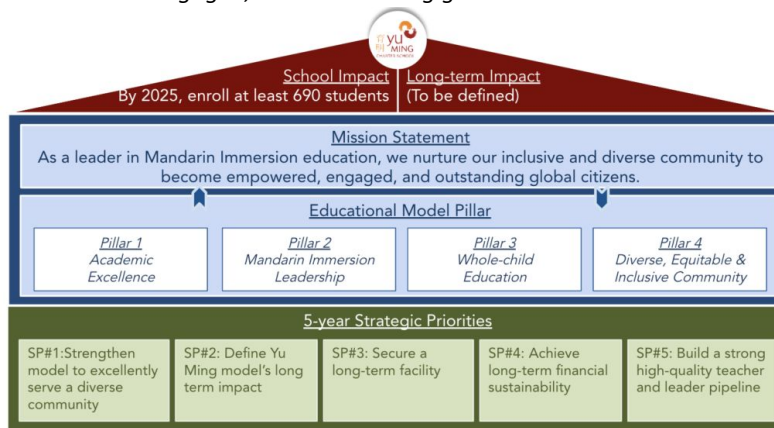 yu
MING
CHARTER SCHOOL
School Impact
By 2025, enroll at least 690 students
Long-term Impact
(To be defined)
Mission Statement
As a leader in Mandarin Immersion education, we nurture our inclusive and diverse community to
become empowered, engaged, and outstanding global citizens.
Educational Model Pillar
Pillar 1
Academic
Excellence
Pillar 2
Mandarin Immersion
Leadership
Pillar 3
Whole-child
Education
Pillar 4
Diverse, Equitable &
Inclusive Community
5-year Strategic Priorities
SP#1:Strengthen
model to excellently
serve a diverse
community
SP#2: Define Yu
Ming model’s long
term impact
SP#3: Secure a
long-term facility
SP#4: Achieve
long-term financial
sustainability
SP#5: Build a strong
high-quality teacher
and leader pipeline